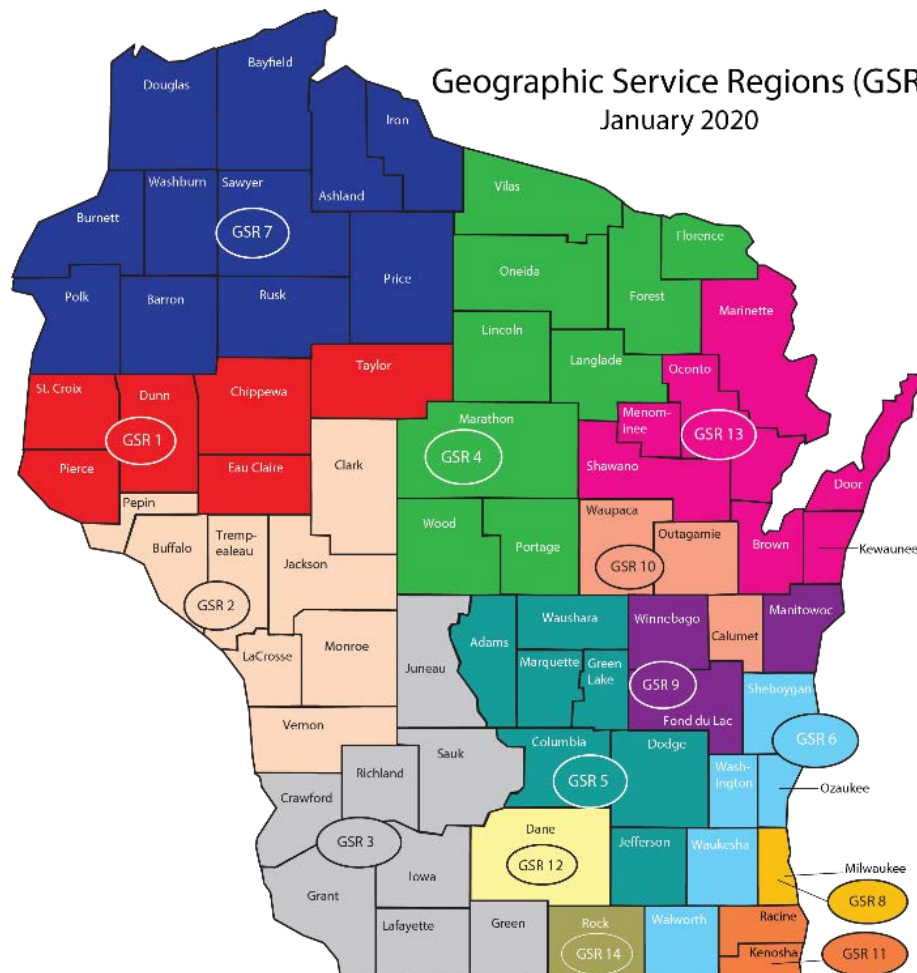 Geographic Service Regions (GSR
January 2020
Bayfield
Douglas
Iron
Washburn
Sawyer
Ashland
Vilas
Burnett
GSR 7
Florence
Oneida
Price
Forest
Polk
Barron
Rusk
Marinette
Lincoln
Langlade
Taylor
Oconto
St. Croix
Dunn
Chippewa
Menom-
inee
Marathon
GSR 13
GSR 1
GSR 4
Clark
Pierce
Eau Claire
Shawano
Door
Pepin
Waupaca
Wood
Outagamie
Buffalo
Tremp-
ealeau
Portage
Brown
Kewaunee
Jackson
GSR 10
GSR 2
Waushara
Winnebago
Manitowoc
Adams
Calumet
LaCrosse
Monroe
Juneau
Marquette
Green
Lake
GSR 9
Sheboygan
Vernon
Fond du Lac
Columbia
Dodge
GSR 6
Sauk
Richland
Wash-
ington
GSR 5
Ozaukee
Crawford
Dane
GSR 3
Jefferson
Waukesha
GSR 12
Milwaukee
Iowa
Grant
GSR 8
Lafayette
Green
Rock
Walworth
Racine
GSR 14
Kenosha
GSR 11